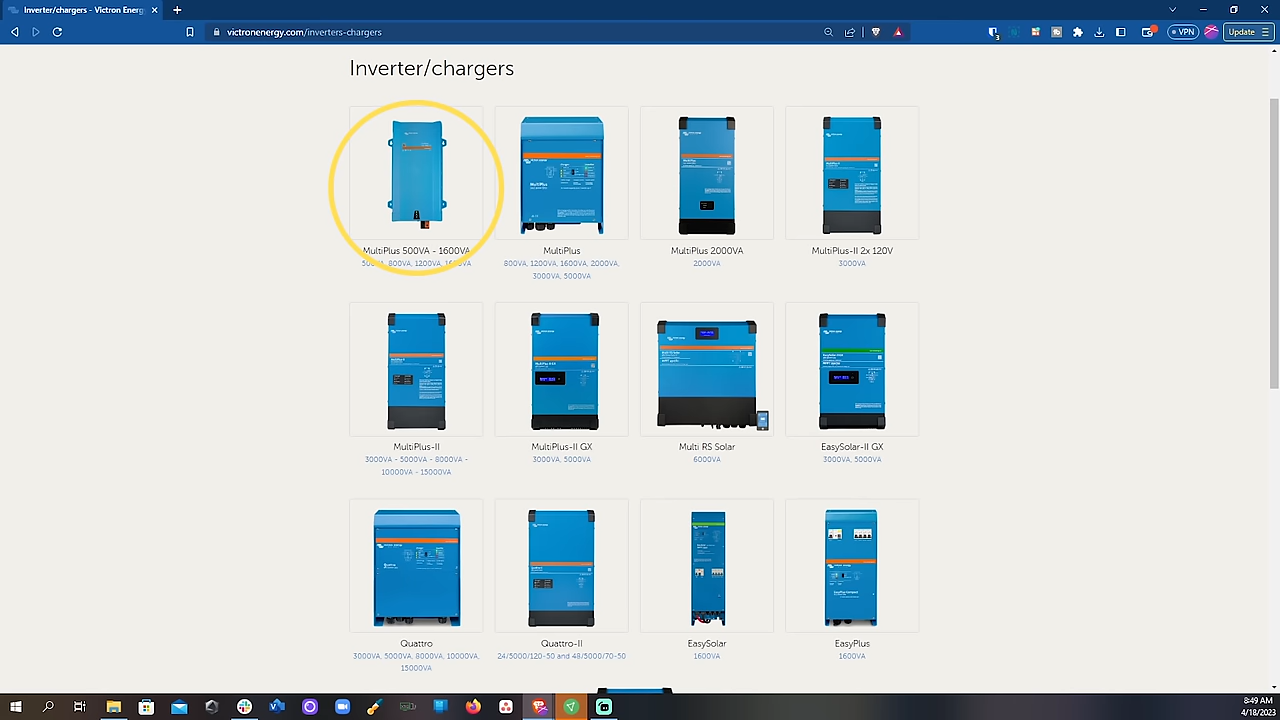 Inverter/chargers - Victron Energ
victronenergy.com/inverters-chargers
VPN
Update
Inverter/chargers
MultiPlus 500VA - 1600VA
500VA, 800VA, 1200VA, 1600VA
MultiPlus
800VA, 1200VA, 1600VA, 2000VA,
3000VA, 5000VA
MultiPlus 2000VA
2000VA
MultiPlus-II 2x 120V
3000VA
MultiPlus-II
3000VA - 5000VA - 8000VA -
10000VA - 15000VA
MultiPlus-II GX
3000VA, 5000VA
Multi RS Solar
6000VA
EasySolar-II GX
3000VA, 5000VA
Quattro
3000VA, 5000VA, 8000VA, 10000VA,
15000VA
Quattro-II
24/5000/120-50 and 48/5000/70-50
EasySolar
1600VA
EasyPlus
1600VA
8:49 AM
4/18/2023